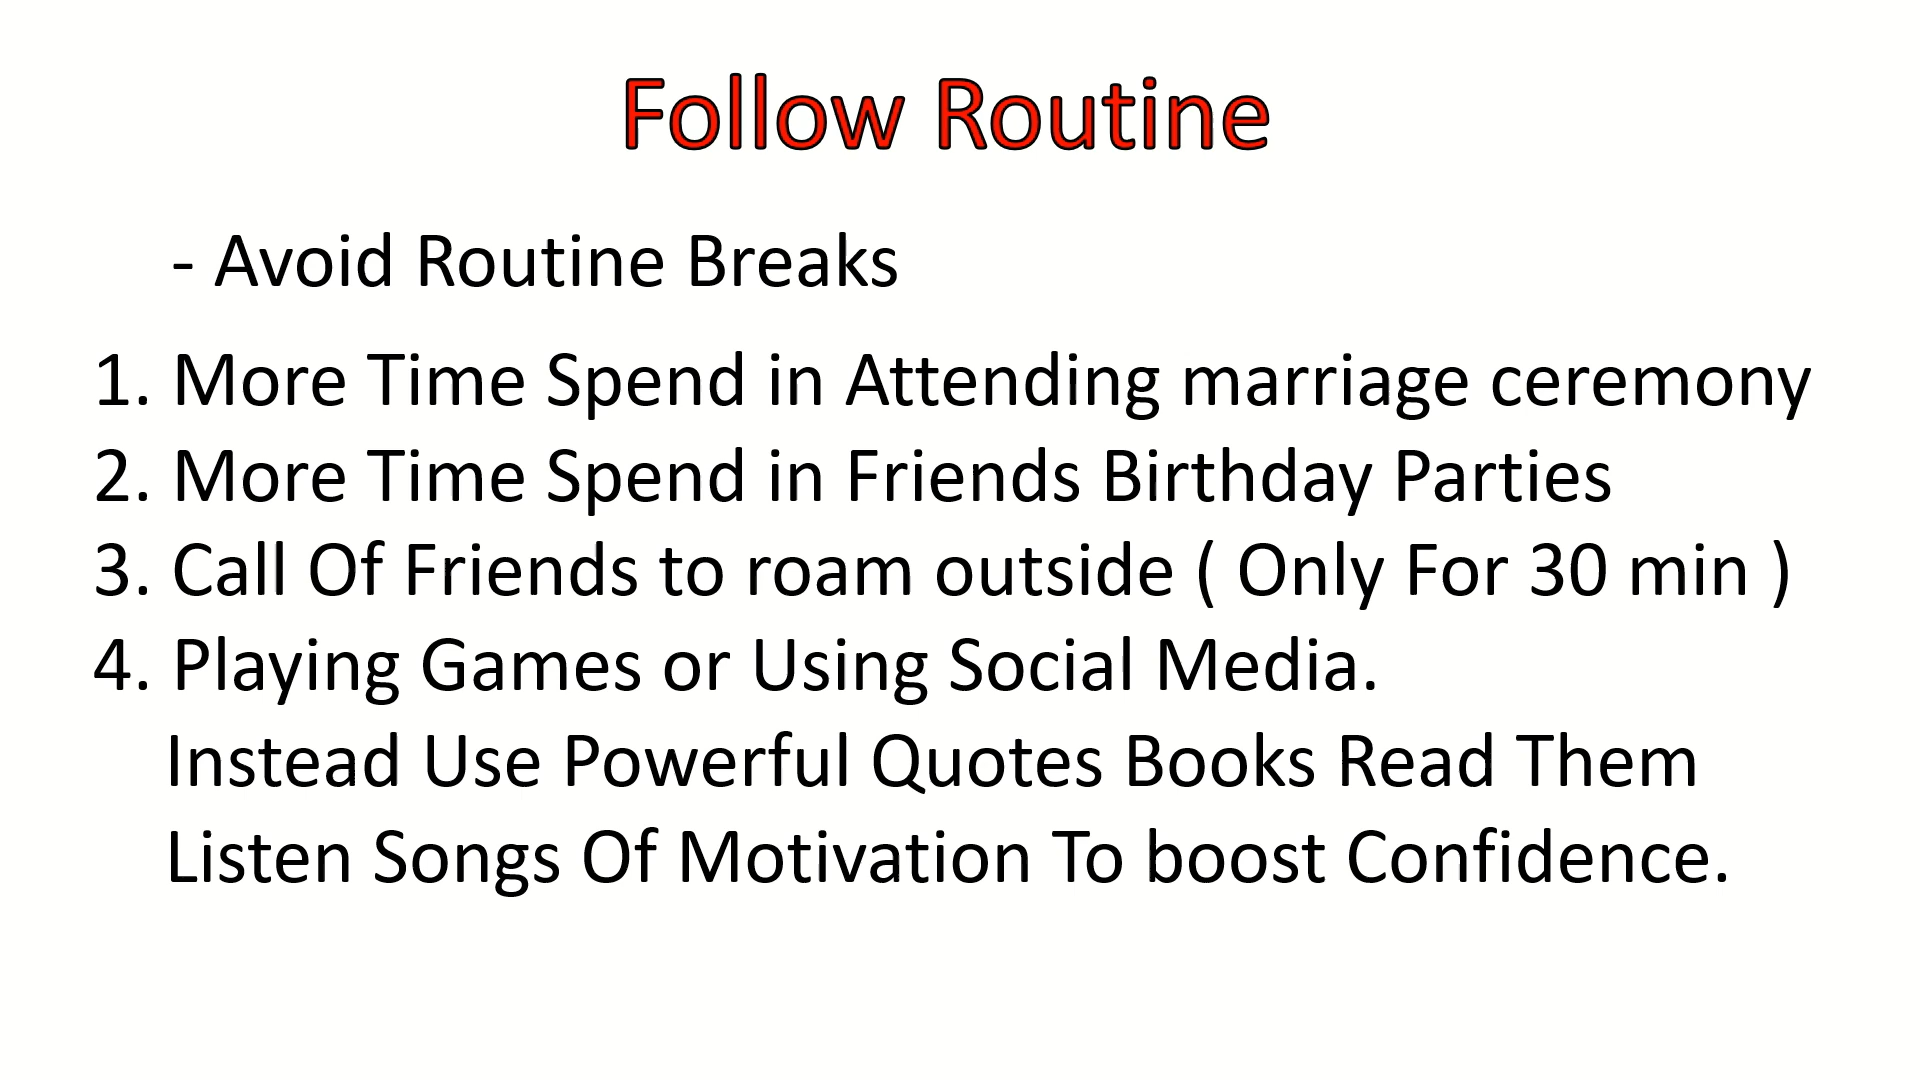 Follow Routine
- Avoid Routine Breaks
1. More Time Spend in Attending marriage ceremony
2. More Time Spend in Friends Birthday Parties
3. Call Of Friends to roam outside ( Only For 30 min )
4. Playing Games or Using Social Media.
Instead Use Powerful Quotes Books Read Them
Listen Songs Of Motivation To boost Confidence.